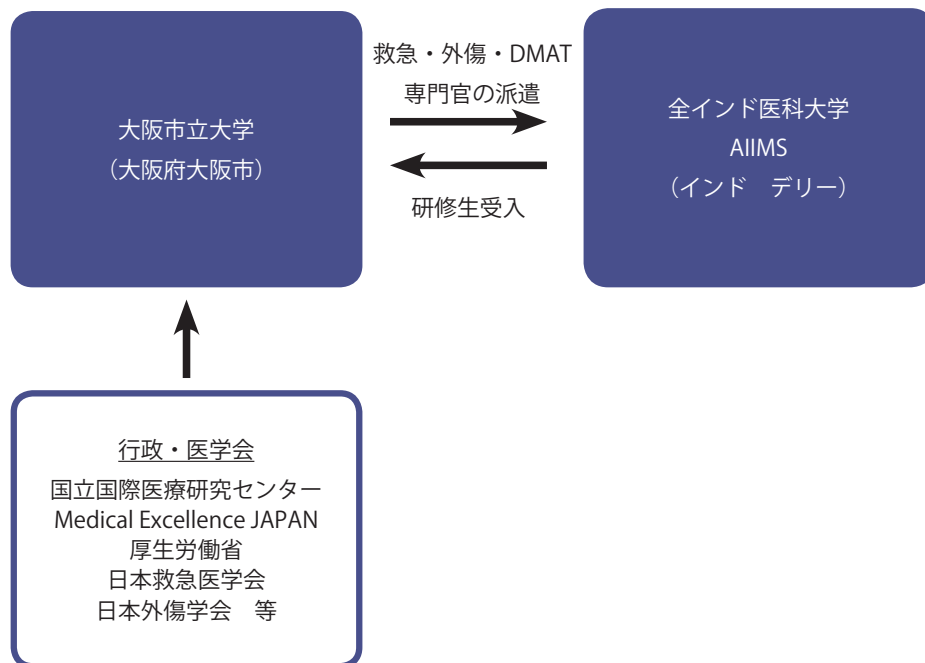 大阪市立大学
（大阪府大阪市）
救急・外傷・DMAT
専門官の派遣
研修生受入
全インド医科大学
AIIMS
（インド　デリー）
行政・医学会
国立国際医療研究センター
Medical Excellence JAPAN
厚生労働省
日本救急医学会
日本外傷学会　等